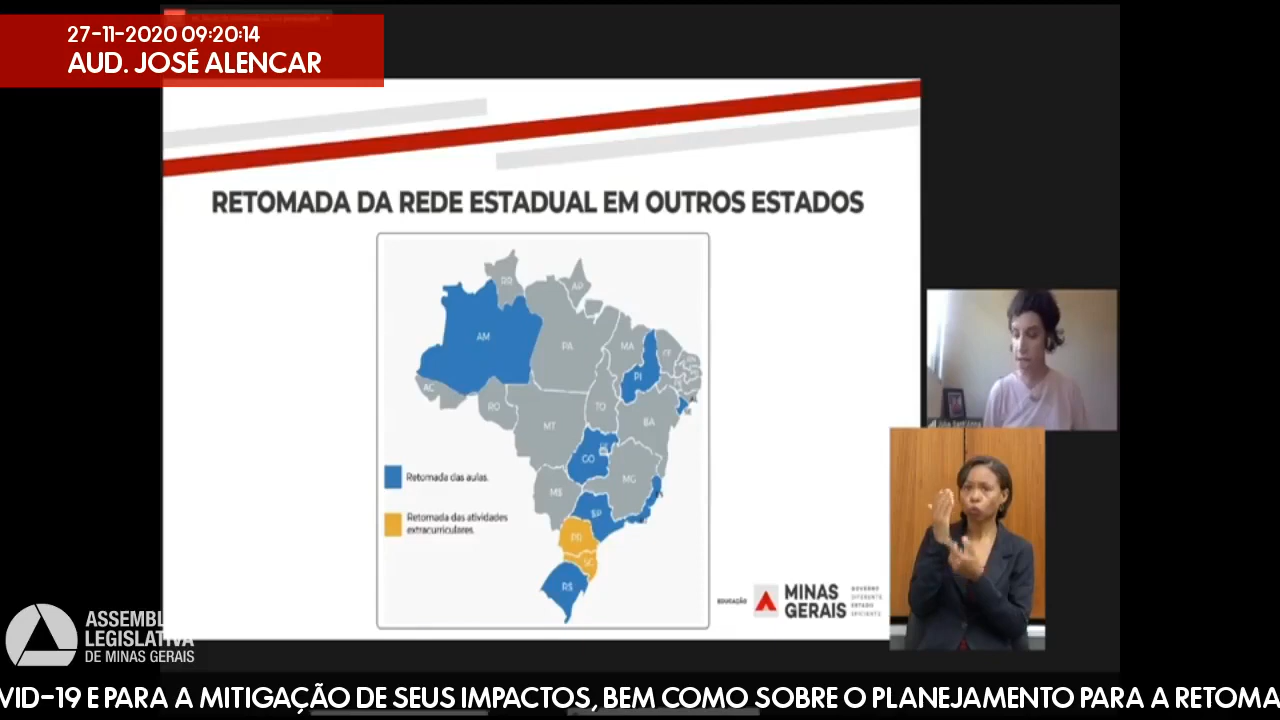 27-11-2020 09:20:14
AUD. JOSÉ ALENCAR
RETOMADA DA REDE ESTADUAL EM OUTROS ESTADOS
RR
AP
AM
PA
MA
CE
PI
AC
RO
TO
MT
BA
GO
MG
MS
SP
PR
SC
RS
Retomada das aulas.
Retomada das atividades
extracurriculares.
EDUCAÇÃO
MINAS
GERAIS
GOVERNO
DIFERENTE
ESTADO
EFICIENTE
ASSEMBL
LEGISLATIVA
DE MINAS GERAIS
VID-19 E PARA A MITIGAÇÃO DE SEUS IMPACTOS, BEM COMO SOBRE O PLANEJAMENTO PARA A RETOMA